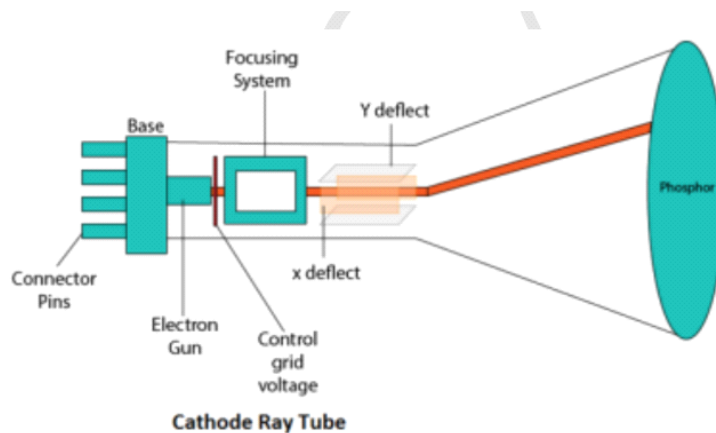 Focusing
System
Y deflect
Base
Phosphor
x deflect
Connector
Pins
Electron
Gun
Control
grid
voltage
Cathode Ray Tube